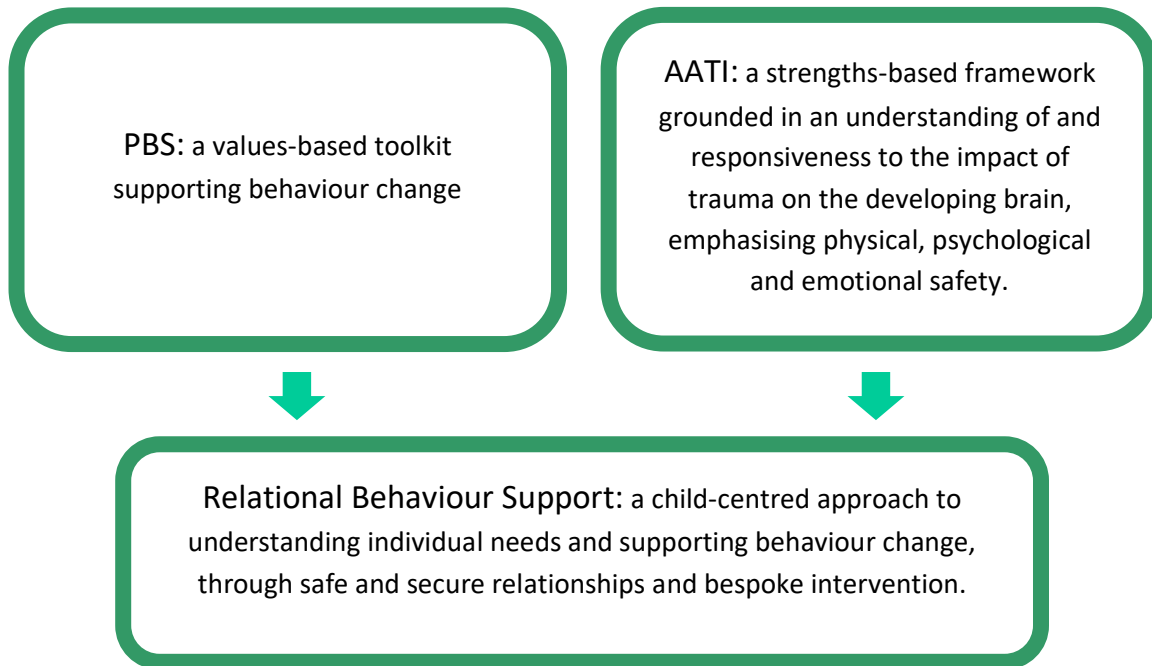 PBS: a values-based toolkit
supporting behaviour change
AATI: a strengths-based framework
grounded in an understanding of and
responsiveness to the impact of
trauma on the developing brain,
emphasising physical, psychological
and emotional safety.
Relational Behaviour Support: a child-centred approach to
understanding individual needs and supporting behaviour change,
through safe and secure relationships and bespoke intervention.